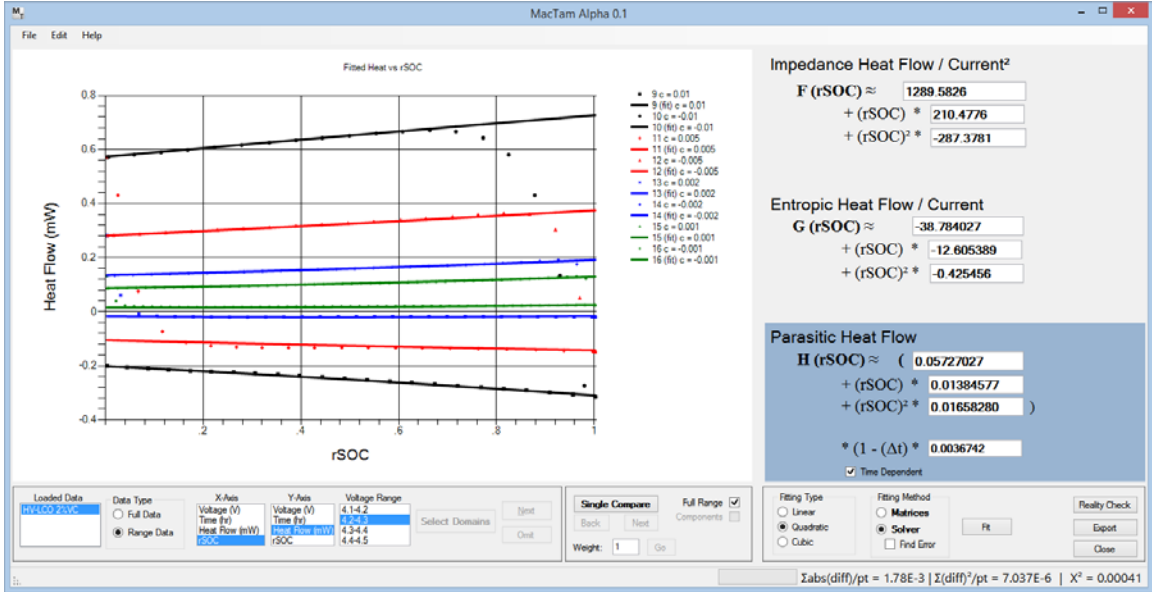 MacTam Alpha 0.1
File Edit Help
Fitted Heat vs rSOC
0.8
0.6
0.4
0.2
0
-0.2
-0.4
Heat Flow (mW)
.2 .4 .6 .8 1
rSOC
9 c = 0.01
9 (fit) c = 0.01
10 c = -0.01
10 (fit) c = -0.01
11 c = 0.005
11 (fit) c = 0.005
12 c = -0.005
12 (fit) c = -0.005
13 c = 0.002
13 (fit) c = 0.002
14 c = -0.002
14 (fit) c = -0.002
15 c = 0.001
15 (fit) c = 0.001
16 c = -0.001
16 (fit) c = -0.001
Impedance Heat Flow / Current²
F (rSOC) ≈ 1289.5826
+ (rSOC) * 210.4776
+ (rSOC)² * -287.3781
Entropic Heat Flow / Current
G (rSOC) ≈ -38.784027
+ (rSOC) * -12.605389
+ (rSOC)² * -0.425456
Parasitic Heat Flow
H (rSOC) ≈ ( 0.05727027
+ (rSOC) * 0.01384577
+ (rSOC)² * 0.01658280 )
* (1 - (Δt) * 0.0036742
Time Dependent
Loaded Data
HV-LCO 2%VC
Data Type
Full Data
Range Data
X-Axis
Voltage (V)
Time (hr)
Heat Flow (mW)
rSOC
Y-Axis
Voltage (V)
Time (hr)
Heat Flow (mW)
rSOC
Voltage Range
4.1-4.2
4.2-4.3
4.3-4.4
4.4-4.5
Select Domains
Next
Omit
Single Compare
Full Range
Back Next
Components
Weight: 1 Go
Fitting Type
Linear
Quadratic
Cubic
Fitting Method
Matrices
Solver
Find Error
Fit
Reality Check
Export
Close
Σabs(diff)/pt = 1.78E-3 | Σ(diff)²/pt = 7.037E-6 | X² = 0.00041